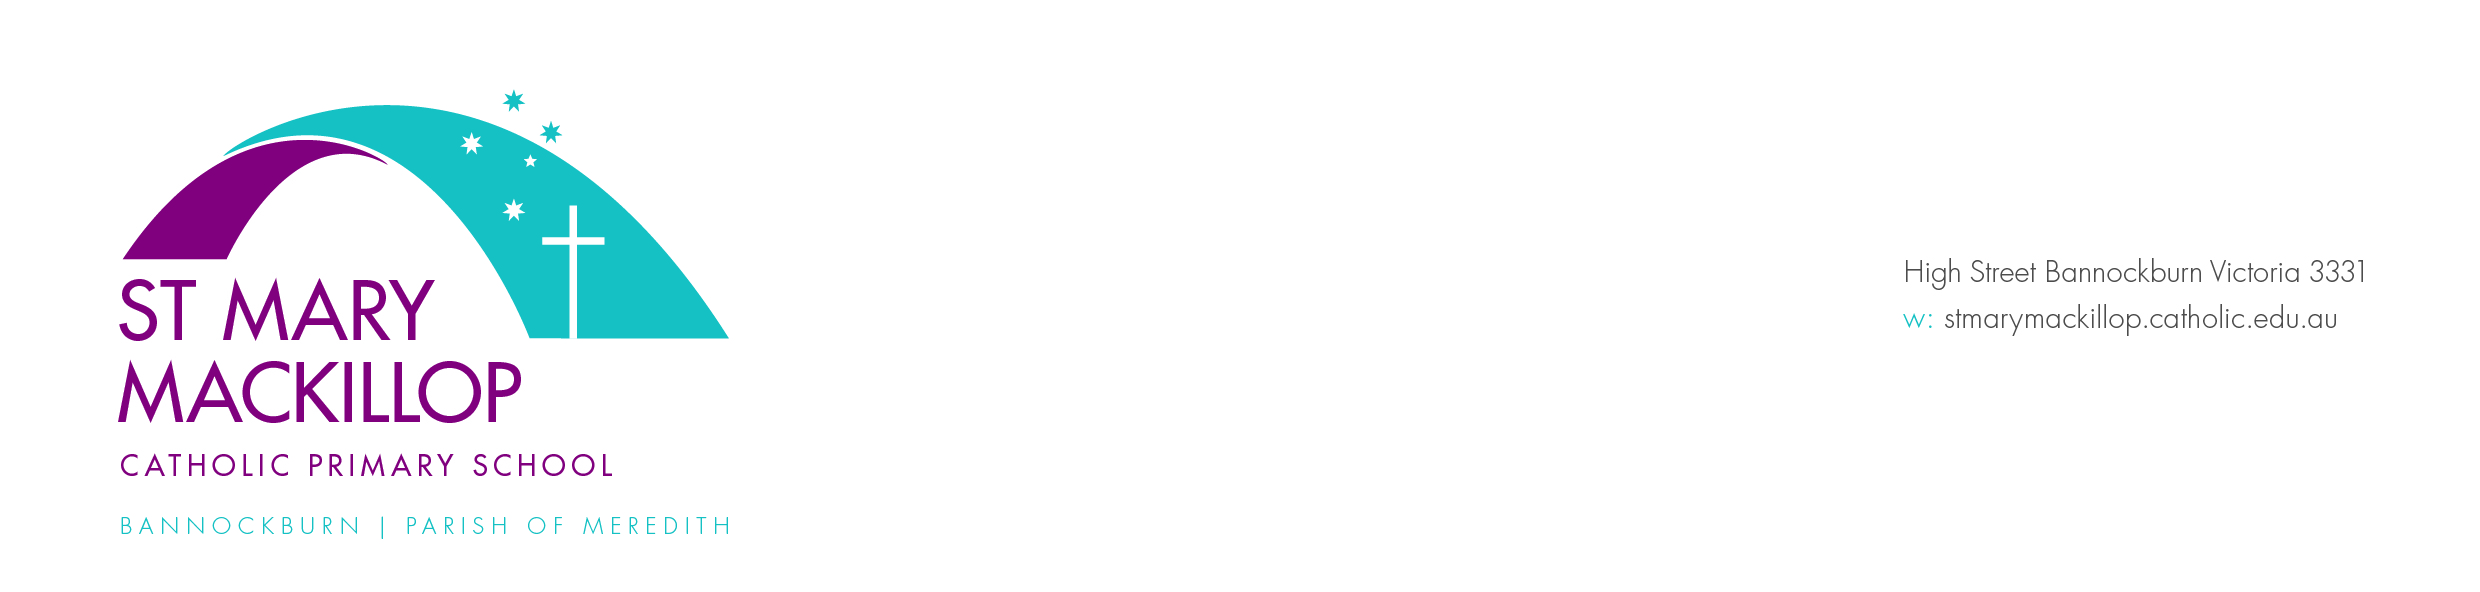 ST MARY
MACKILLOP
CATHOLIC PRIMARY SCHOOL
BANNOCKBURN | PARISH OF MEREDITH
High Street Bannockburn Victoria 3331
w: stmarymackillop.catholic.edu.au